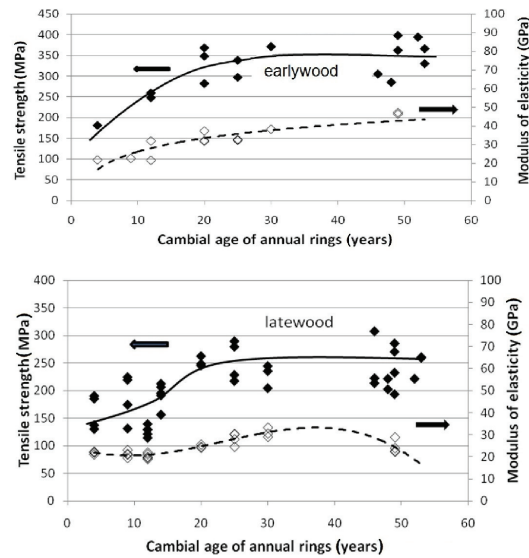 450 100
400 90
350 80
300 70
250 60
200 50
150 40
100 30
50 20
0 10
0
earlywood
Tensile strength (MPa)
Modulus of elasticity (GPa)
0 10 20 30 40 50 60
Cambial age of annual rings (years)
400 100
350 90
300 80
250 70
200 60
150 50
100 40
50 30
0 20
10
0
latewood
Tensile strength (MPa)
Modulus of elasticity (GPa)
0 10 20 30 40 50 60
Cambial age of annual rings (years)